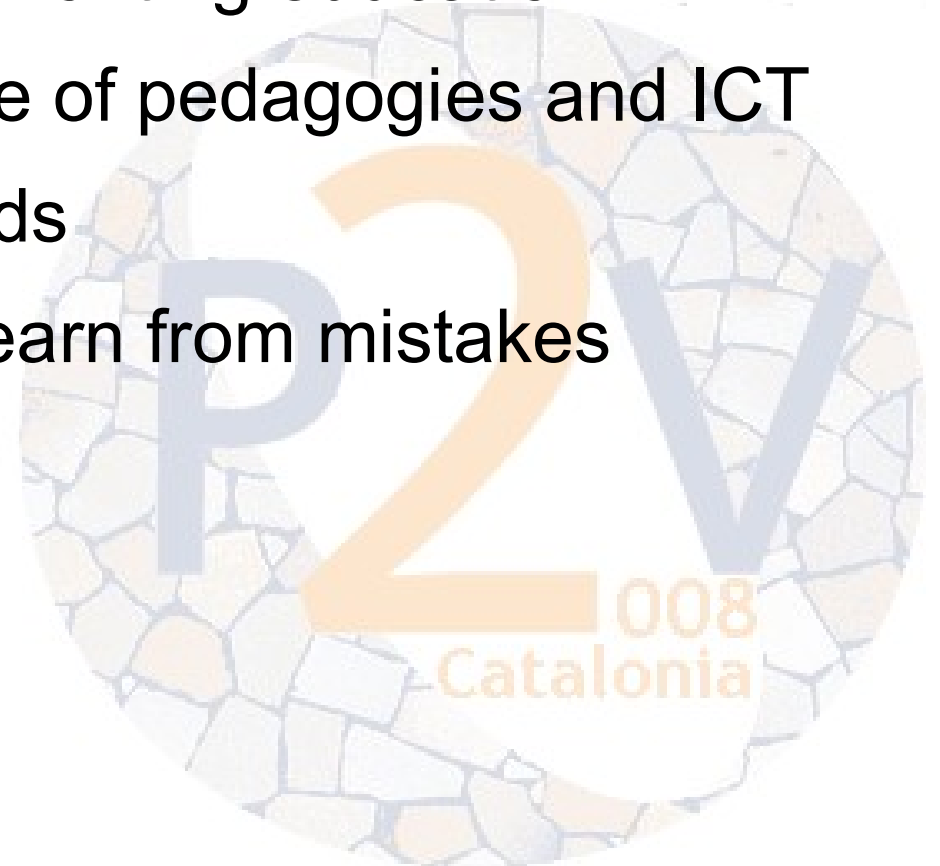 e of pedagogies and ICT
ds
earn from mistakes
P2V
008
Catalonia